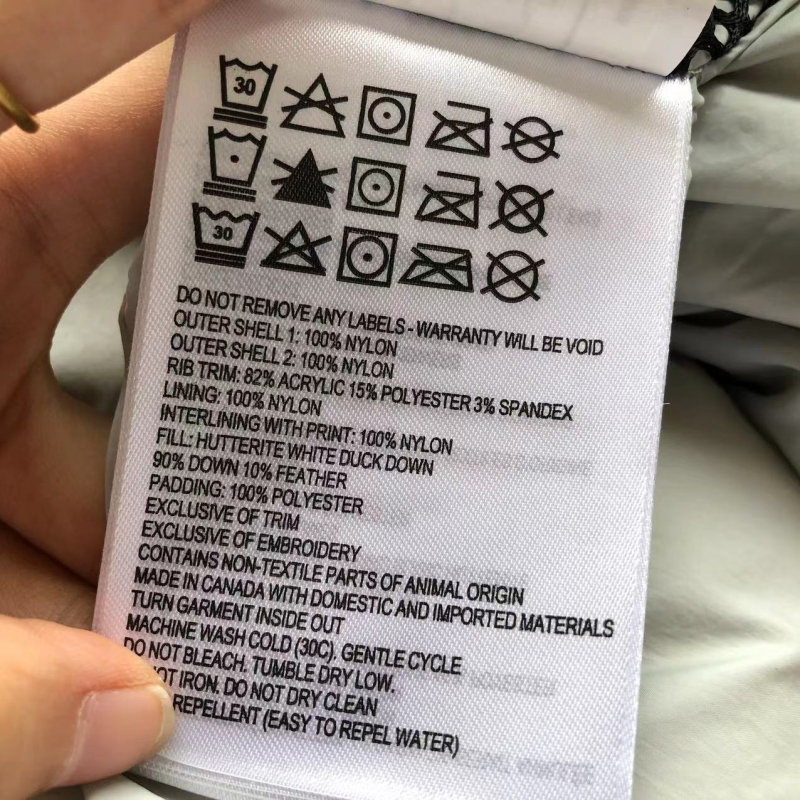 30
30
DO NOT REMOVE ANY LABELS - WARRANTY WILL BE VOID
OUTER SHELL 1: 100% NYLON
OUTER SHELL 2: 100% NYLON
RIB TRIM: 82% ACRYLIC 15% POLYESTER 3% SPANDEX
LINING: 100% NYLON
INTERLINING WITH PRINT: 100% NYLON
FILL: HUTTERITE WHITE DUCK DOWN
90% DOWN 10% FEATHER
PADDING: 100% POLYESTER
EXCLUSIVE OF TRIM
EXCLUSIVE OF EMBROIDERY
CONTAINS NON-TEXTILE PARTS OF ANIMAL ORIGIN
MADE IN CANADA WITH DOMESTIC AND IMPORTED MATERIALS
TURN GARMENT INSIDE OUT
MACHINE WASH COLD (30C). GENTLE CYCLE
DO NOT BLEACH. TUMBLE DRY LOW.
IRON. DO NOT DRY CLEAN
REPELLENT (EASY TO REPEL WATER)